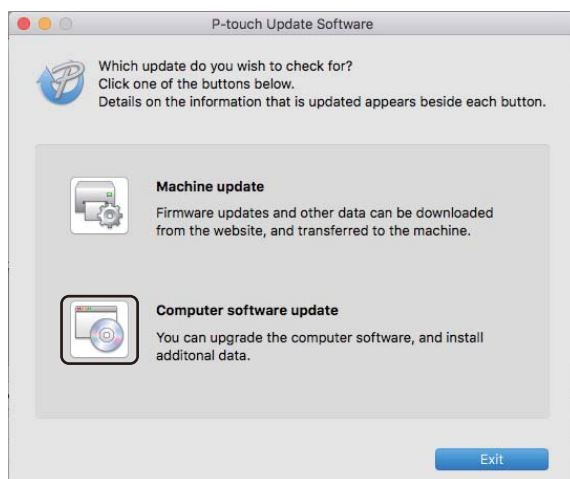 P-touch Update Software
Which update do you wish to check for?
Click one of the buttons below.
Details on the information that is updated appears beside each button.
Machine update
Firmware updates and other data can be downloaded
from the website, and transferred to the machine.
Computer software update
You can upgrade the computer software, and install
additonal data.
Exit